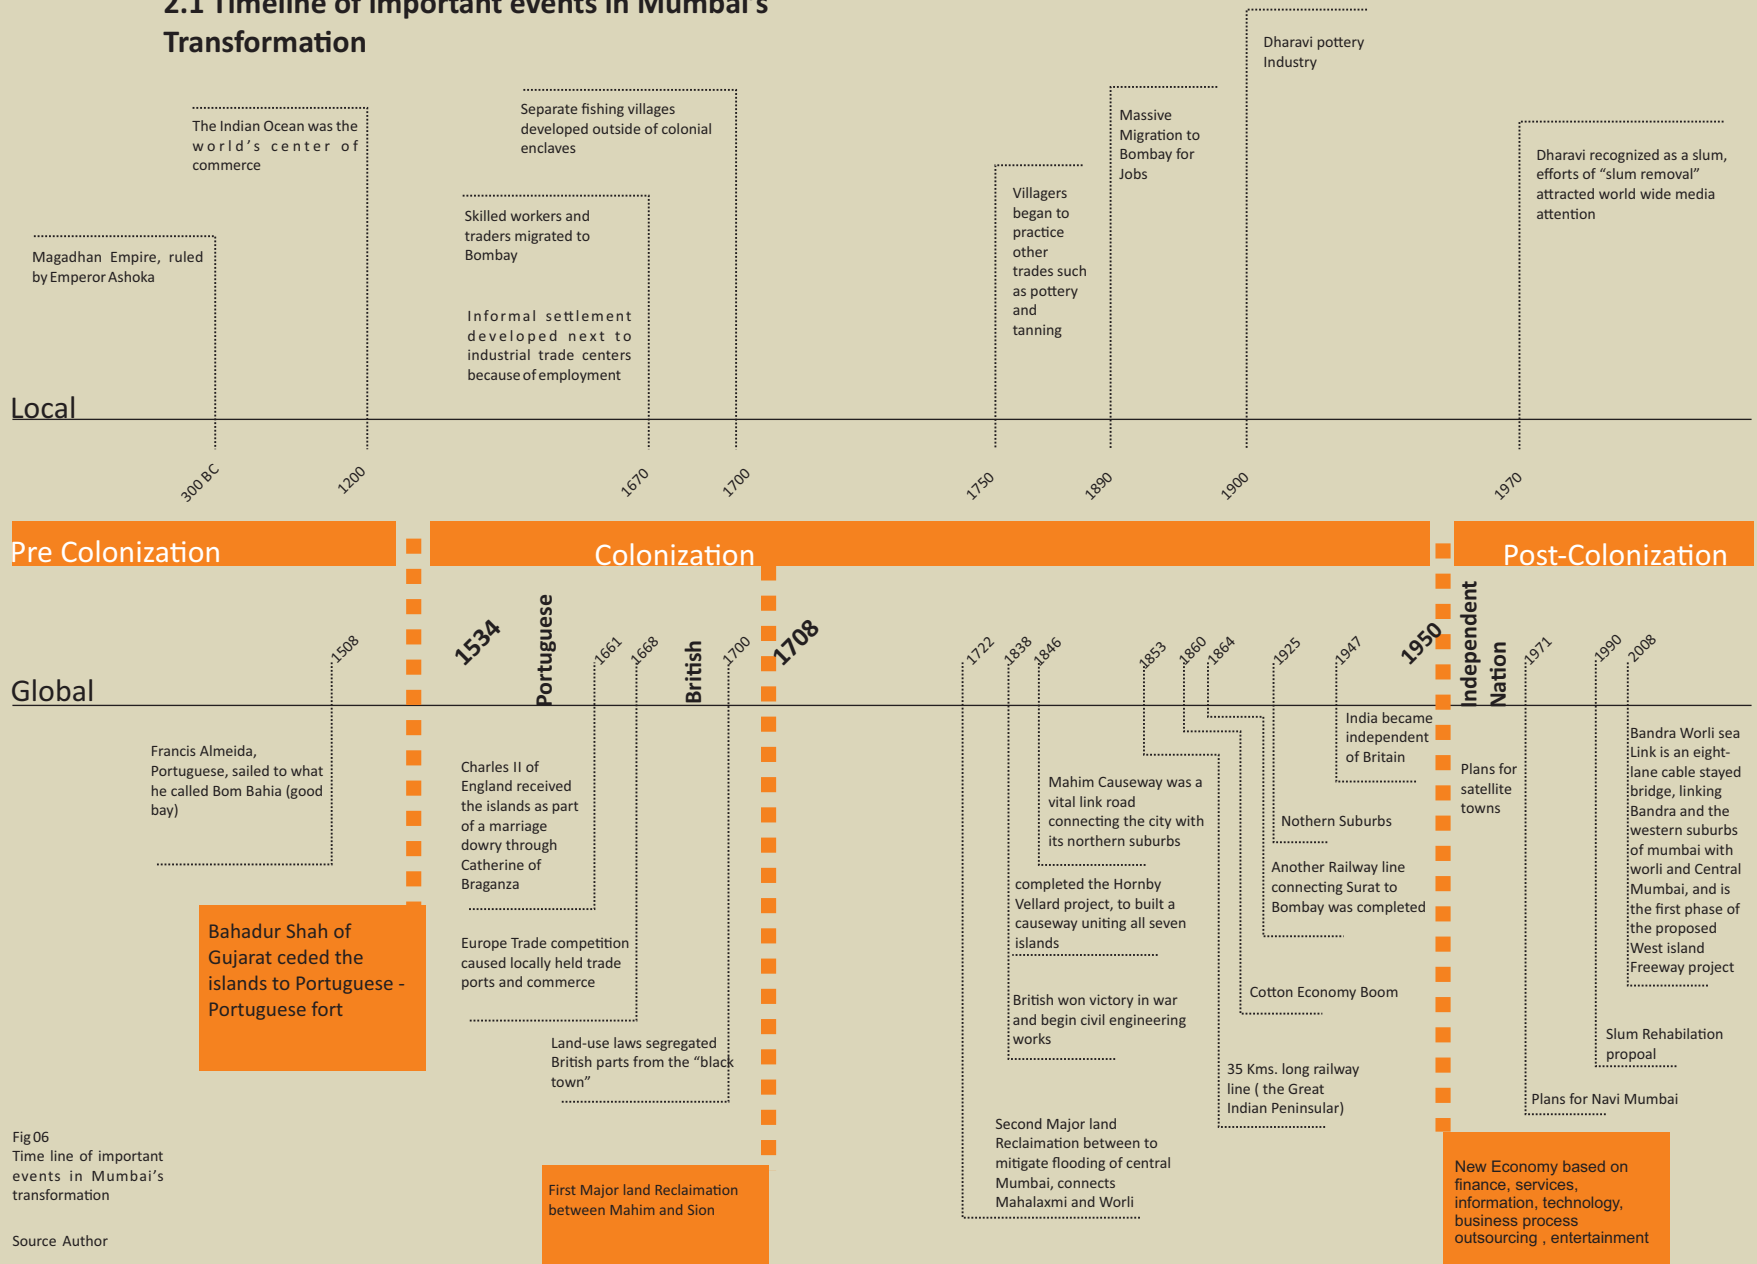 2.1 Timeline of important events in Mumbai's
Transformation
Dharavi pottery
Industry
The Indian Ocean was the
world's center of
commerce
Separate fishing villages
developed outside of colonial
enclaves
Massive
Migration to
Bombay for
Jobs
Dharavi recognized as a slum,
efforts of "slum removal"
attracted world wide media
attention
Magadhan Empire, ruled
by Emperor Ashoka
Skilled workers and
traders migrated to
Bombay
Informal settlement
developed next to
industrial trade centers
because of employment
Villagers
began to
practice
other
trades such
as pottery
and
tanning
Local
300 BC
1200
1670
1700
1750
1890
1900
1970
Pre Colonization
Colonization
Post-Colonization
1508
1534
Portuguese
1661
1668
British
1700
1708
1722
1838
1846
1853
1860
1864
1925
1947
1950
Independent
Nation
1971
1990
2008
Global
Francis Almeida,
Portuguese, sailed to what
he called Bom Bahia (good
bay)
Bahadur Shah of
Gujarat ceded the
islands to Portuguese -
Portuguese fort
Charles II of
England received
the islands as part
of a marriage
dowry through
Catherine of
Braganza
Europe Trade competition
caused locally held trade
ports and commerce
Land-use laws segregated
British parts from the "black
town"
First Major land Reclaimation
between Mahim and Sion
Mahim Causeway was a
vital link road
connecting the city with
its northern suburbs
completed the Hornby
Vellard project, to built a
causeway uniting all seven
islands
British won victory in war
and begin civil engineering
works
Second Major land
Reclaimation between to
mitigate flooding of central
Mumbai, connects
Mahalaxmi and Worli
India became
independent
of Britain
Nothern Suburbs
Another Railway line
connecting Surat to
Bombay was completed
Cotton Economy Boom
35 Kms. long railway
line ( the Great
Indian Peninsular)
Plans for
satellite
towns
Bandra Worli sea
Link is an eight-
lane cable stayed
bridge, linking
Bandra and the
western suburbs
of mumbai with
worli and Central
Mumbai, and is
the first phase of
the proposed
West island
Freeway project
Slum Rehabilation
propoal
Plans for Navi Mumbai
New Economy based on
finance, services,
information, technology,
business process
outsourcing , entertainment
Fig 06
Time line of important
events in Mumbai's
transformation
Source Author